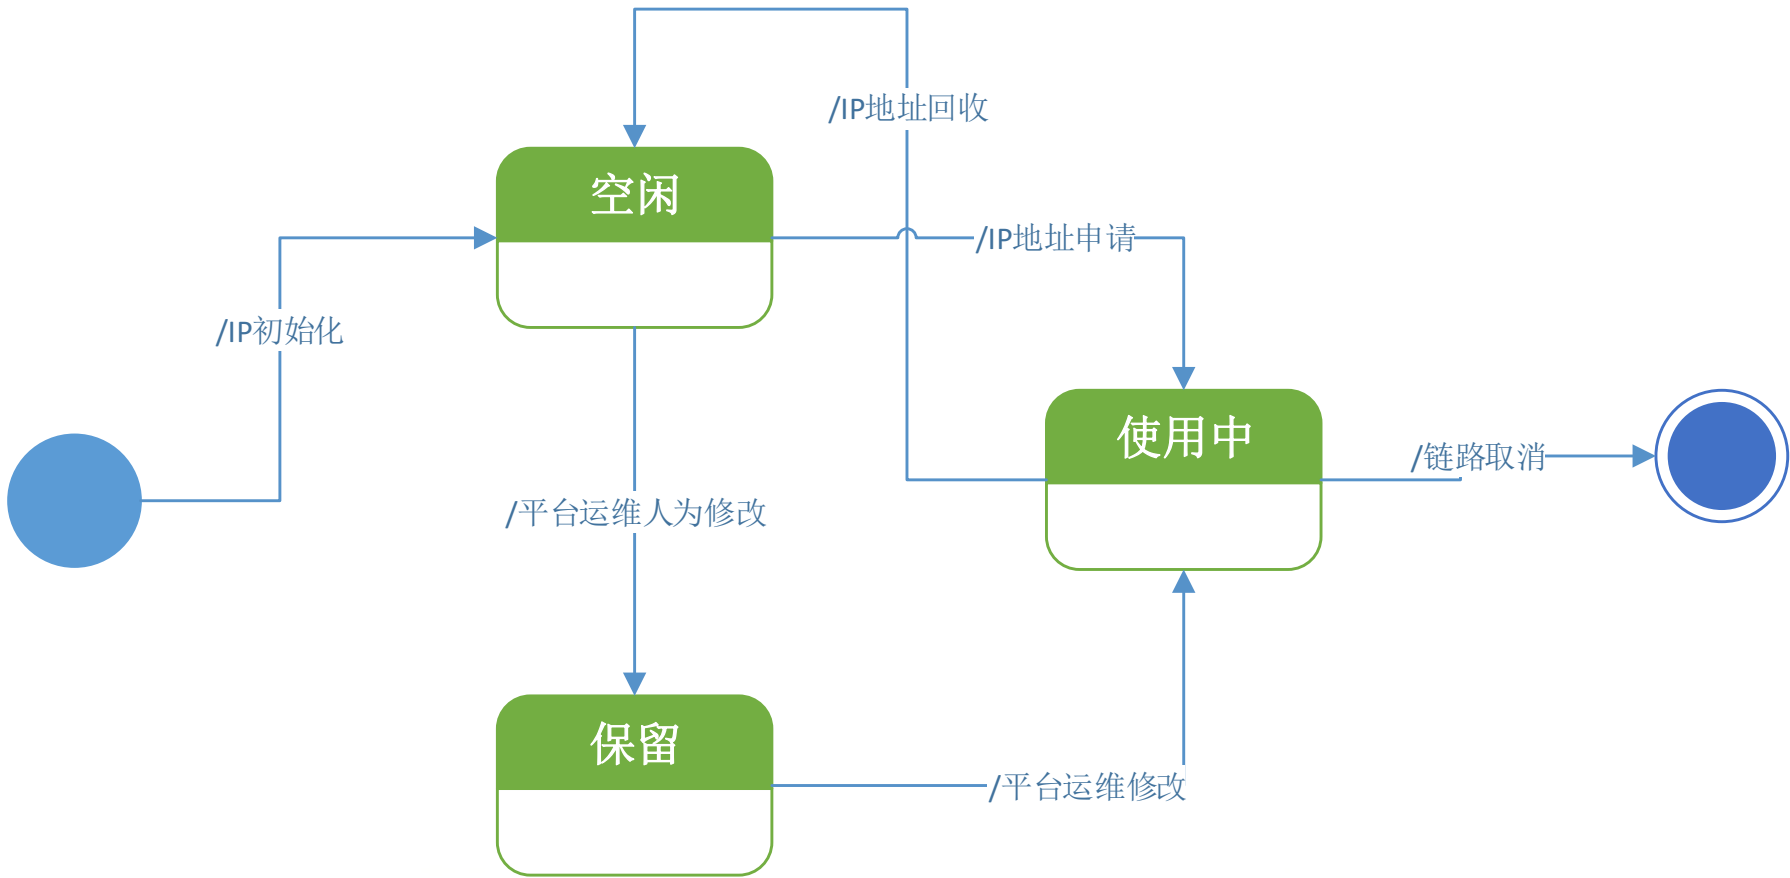 /IP地址回收
空闲
/IP地址申请
/IP初始化
使用中
/链路取消
/平台运维人为修改
保留
/平台运维修改